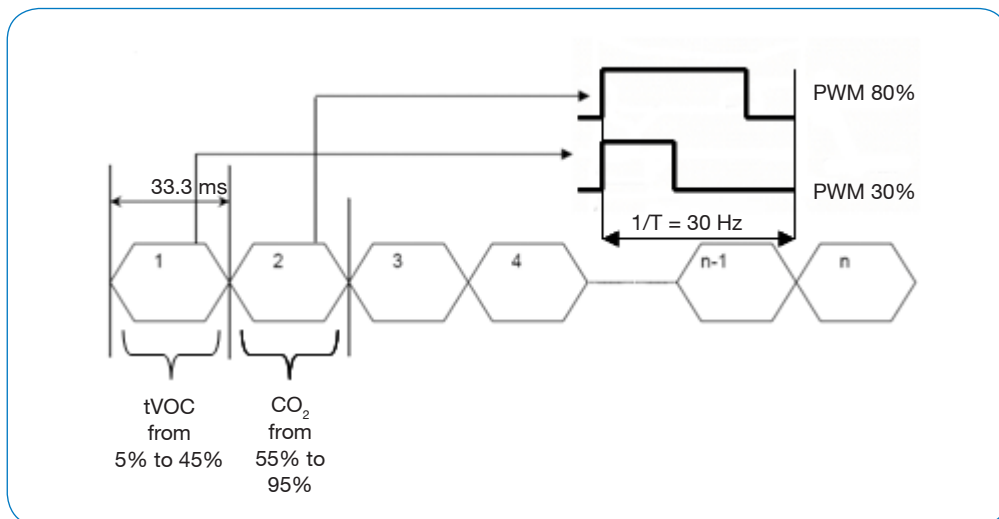 PWM 80%
33.3 ms
PWM 30%
1/T = 30 Hz
1
2
3
4
n-1
n
tVOC
from
5% to 45%
CO₂
from
55% to
95%